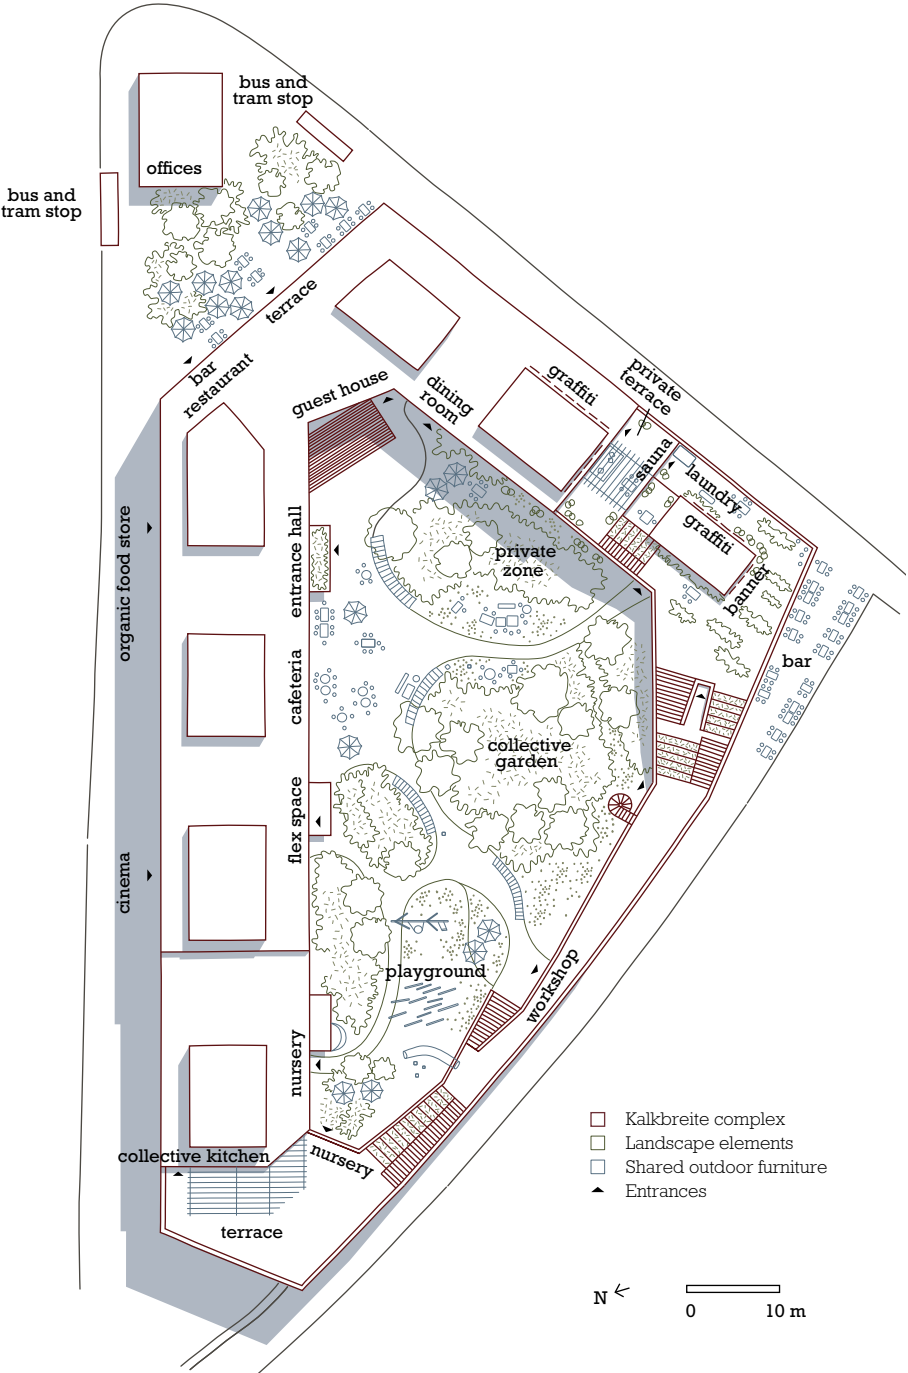 bus and
tram stop
offices
bus and
tram stop
terrace
bar
restaurant
guest house
dining
room
graffiti
private
terrace
sauna
laundry
graffiti
banner
bar
organic food store
entrance hall
private
zone
cafeteria
collective
garden
flex space
cinema
playground
workshop
nursery
nursery
collective kitchen
terrace
Kalkbreite complex
Landscape elements
Shared outdoor furniture
Entrances
N
0 10 m